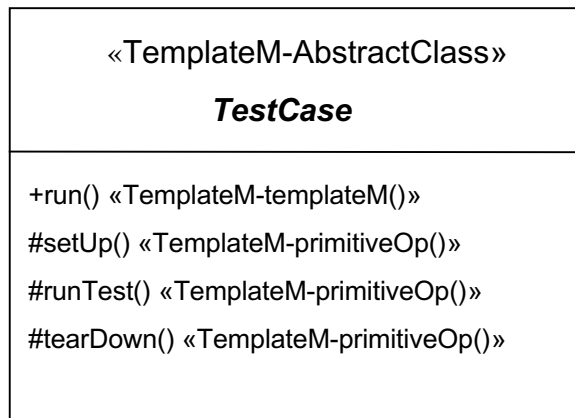 «TemplateM-AbstractClass»
TestCase
+run() «TemplateM-templateM()»
#setUp() «TemplateM-primitiveOp()»
#runTest() «TemplateM-primitiveOp()»
#tearDown() «TemplateM-primitiveOp()»